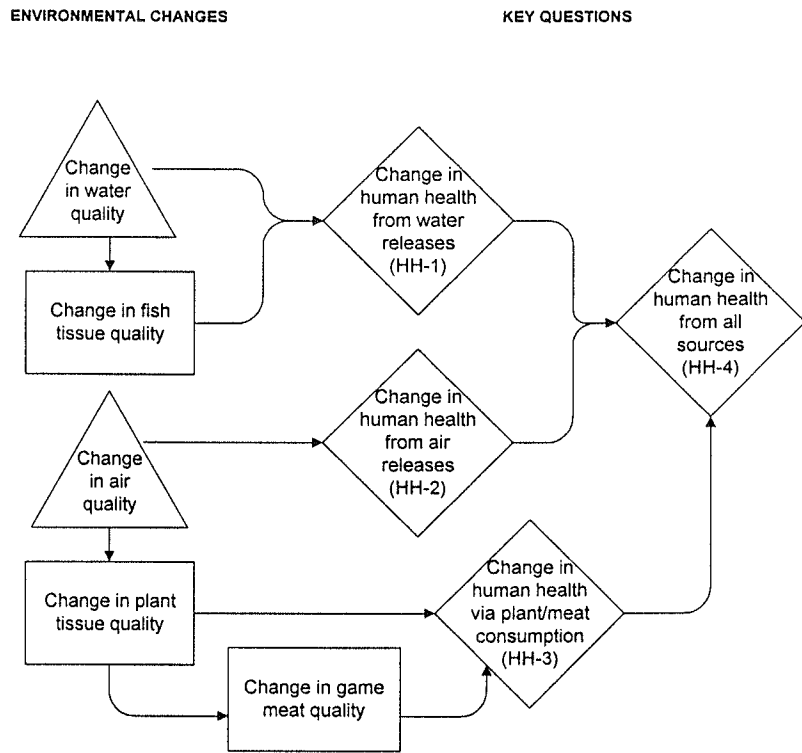 ENVIRONMENTAL CHANGES
KEY QUESTIONS
Change
in water
quality
Change in fish
tissue quality
Change in
human health
from water
releases
(HH-1)
Change in
human health
from all
sources
(HH-4)
Change
in air
quality
Change in
human health
from air
releases
(HH-2)
Change in plant
tissue quality
Change in
human health
via plant/meat
consumption
(HH-3)
Change in game
meat quality